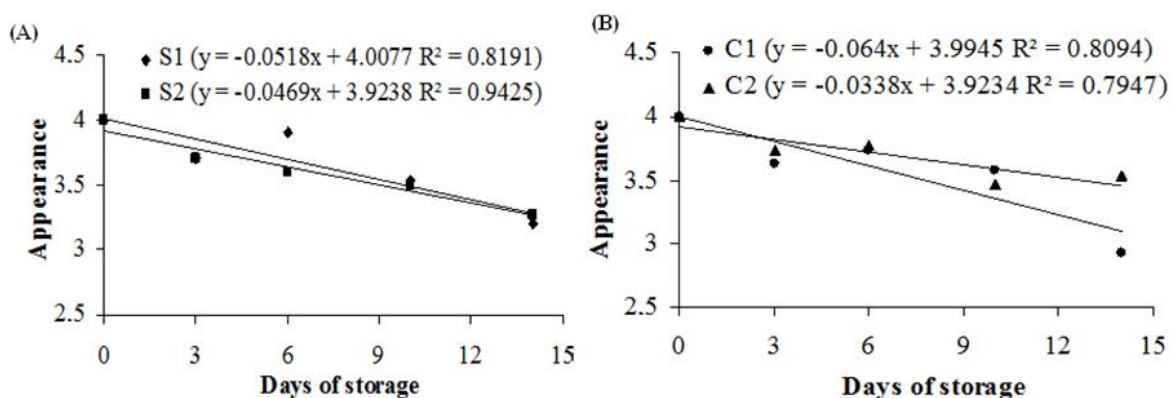 (A)
4.5
4
3.5
3
2.5
Appearance
S1 (y = -0.0518x + 4.0077 R² = 0.8191)
S2 (y = -0.0469x + 3.9238 R² = 0.9425)
0 3 6 9 12 15
Days of storage
(B)
4.5
4
3.5
3
2.5
Appearance
C1 (y = -0.064x + 3.9945 R² = 0.8094)
C2 (y = -0.0338x + 3.9234 R² = 0.7947)
0 3 6 9 12 15
Days of storage